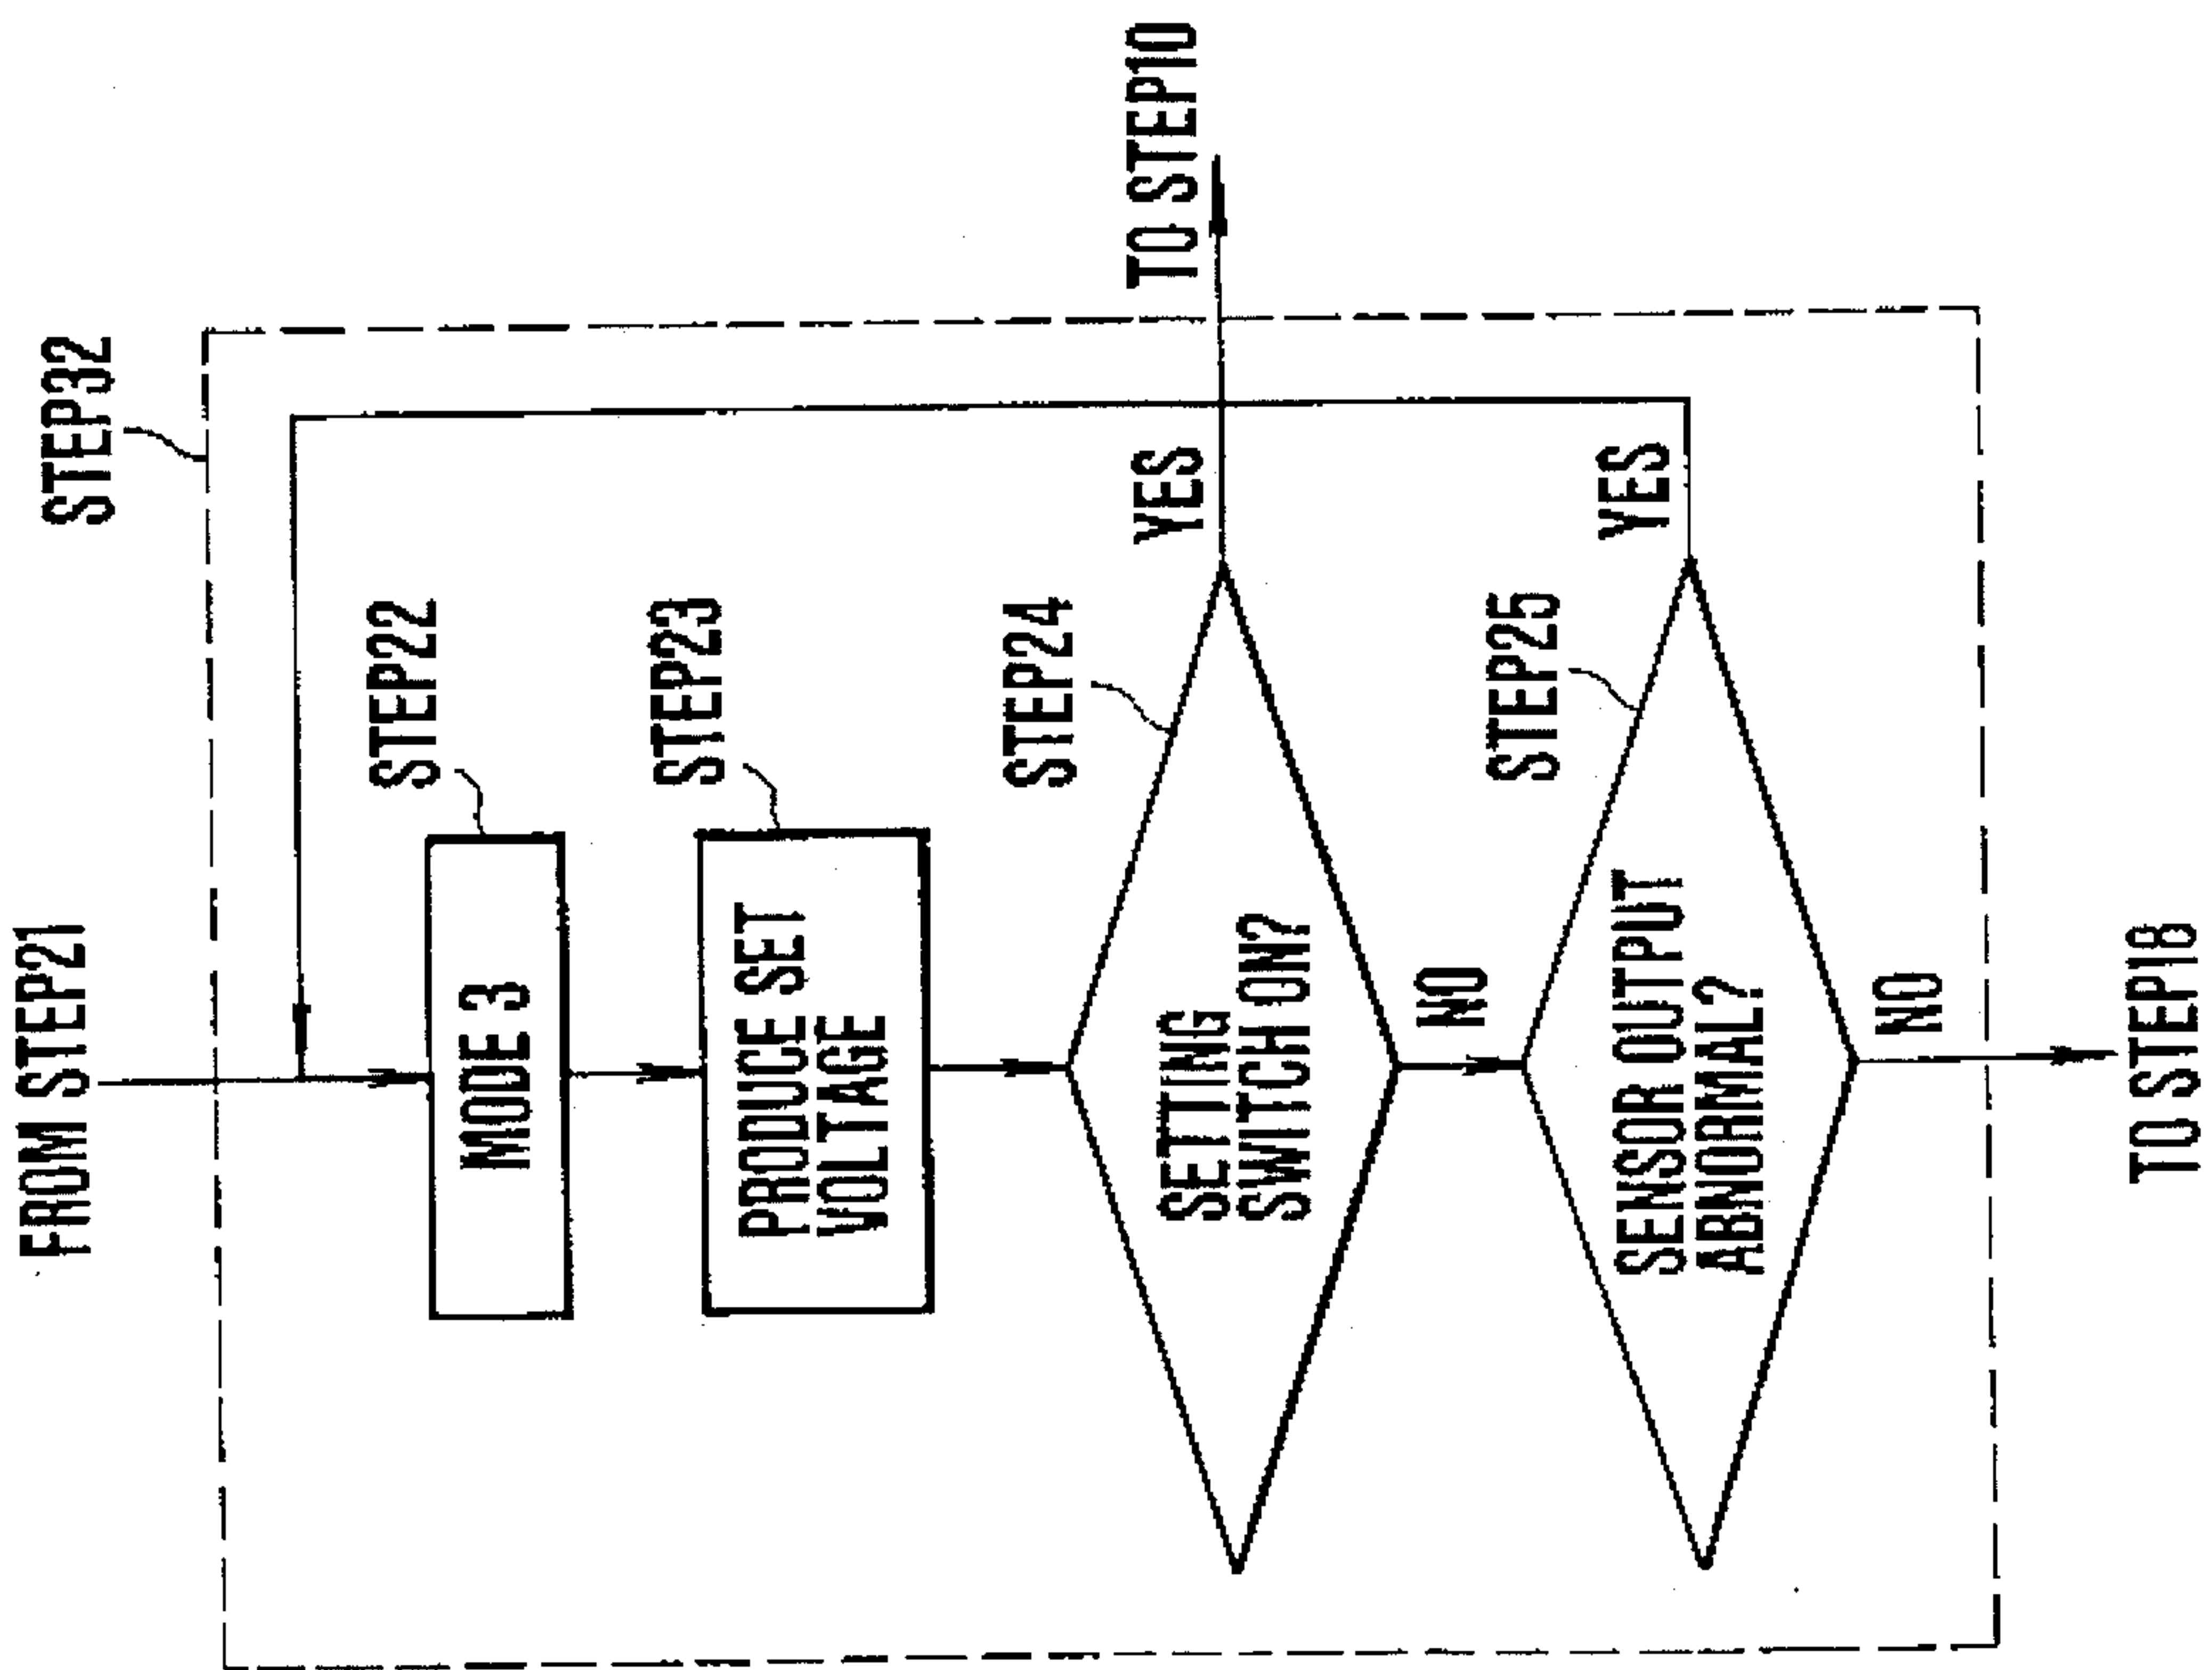 FROM STEP21
STEP32
STEP22
MODE 3
STEP23
PRODUCE SET
VOLTAGE
STEP24
SETTING
SWITCH ON?
YES
TO STEP10
NO
STEP25
SENSOR OUTPUT
ABNORMAL?
YES
NO
TO STEP18